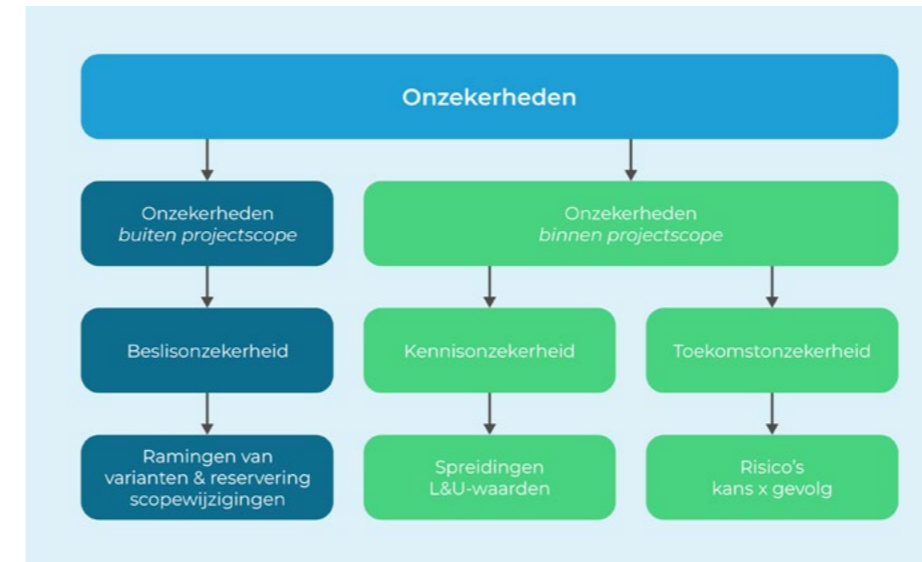 Onzekerheden
Onzekerheden
buiten projectscope
Onzekerheden
binnen projectscope
Beslisonzekerheid
Kennisonzekerheid
Toekomstonzekerheid
Ramingen van
varianten & reservering
scopewijzigingen
Spreidingen
L&U-waarden
Risico's
kans x gevolg